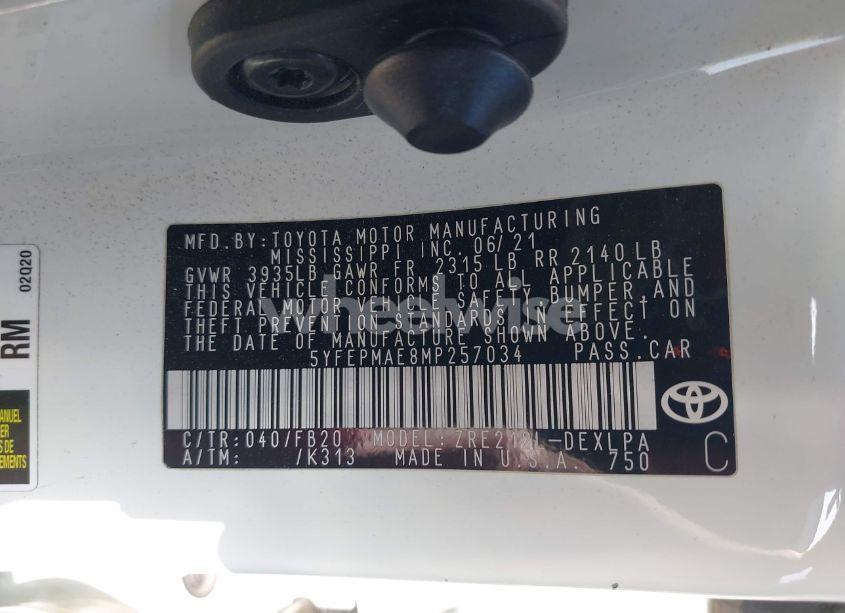 MFD. BY: TOYOTA MOTOR MANUFACTURING
MISSISSIPPI INC. 06/21
GVWR 3935LB GAWR FR 2315 LB RR 2140 LB
THIS VEHICLE CONFORMS TO ALL APPLICABLE
FEDERAL MOTOR VEHICLE SAFETY, BUMPER, AND
THEFT PREVENTION STANDARDS IN EFFECT ON
THE DATE OF MANUFACTURE SHOWN ABOVE.
5YFEPMAE8MP257034 PASS.CAR
C/TR: 040/FB20 MODEL: ZRE212L-DEXLPA
A/TM: /K313 MADE IN U.S.A. 750 C
wheelwise
02020
RM
MANUEL